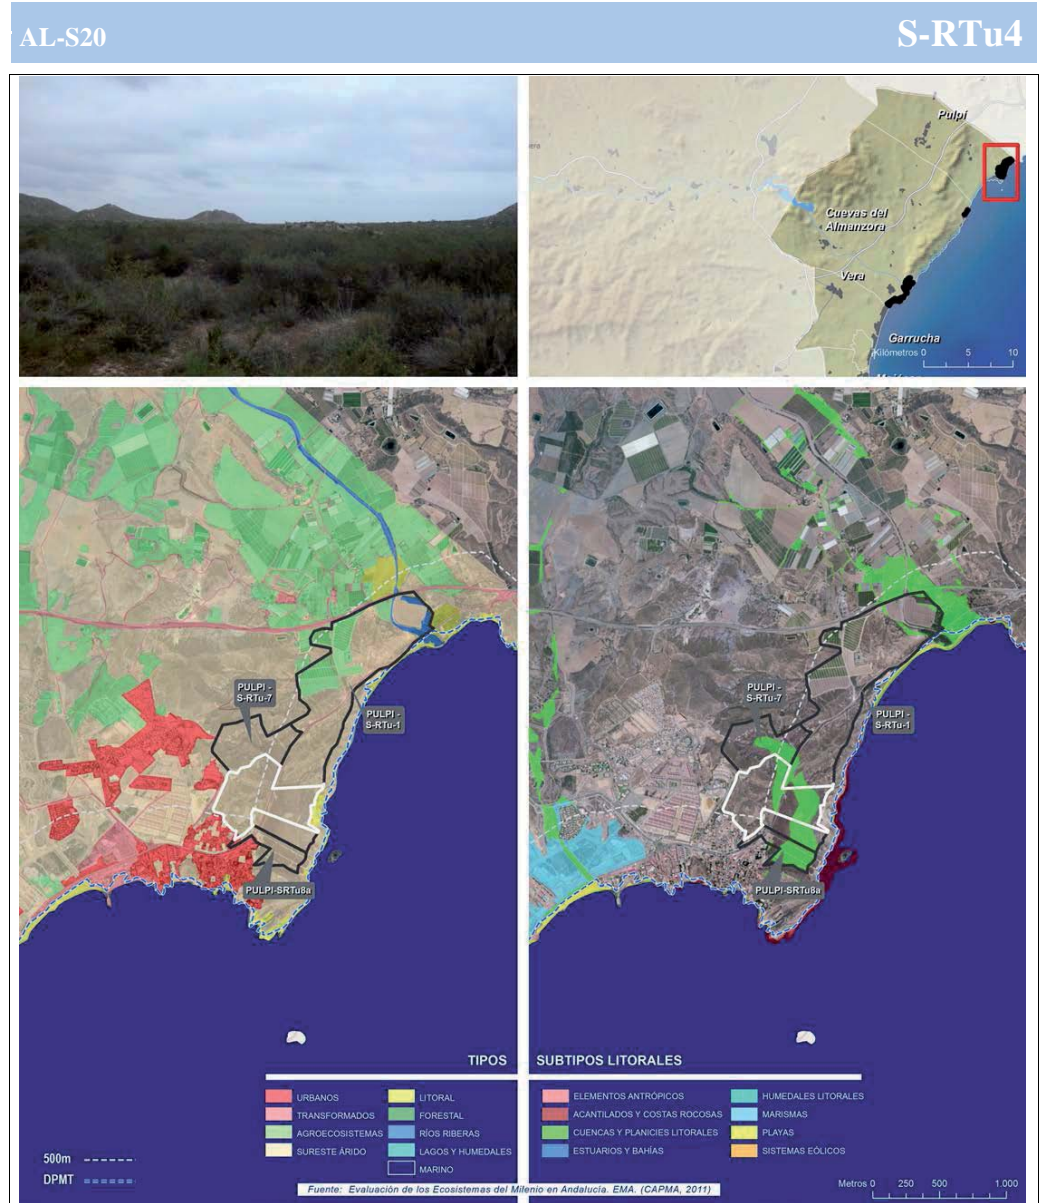 AL-S20
S-RTu4
Pulpí
Cuevas del
Almanzora
Vera
Garrucha
Kilómetros 0 5 10
PULPI -
S-RTu-7
PULPI -
S-RTu-1
PULPI-SRTu8a
PULPI -
S-RTu-7
PULPI -
S-RTu-1
PULPI-SRTu8a
TIPOS
URBANOS
TRANSFORMADOS
AGROECOSISTEMAS
SURESTE ÁRIDO
LITORAL
FORESTAL
RÍOS RIBERAS
LAGOS Y HUMEDALES
MARINO
SUBTIPOS LITORALES
ELEMENTOS ANTRÓPICOS
ACANTILADOS Y COSTAS ROCOSAS
CUENCAS Y PLANICIES LITORALES
ESTUARIOS Y BAHÍAS
HUMEDALES LITORALES
MARISMAS
PLAYAS
SISTEMAS EÓLICOS
500m
DPMT
Fuente: Evaluación de los Ecosistemas del Milenio en Andalucía. EMA. (CAPMA, 2011)
Metros 0 250 500 1.000